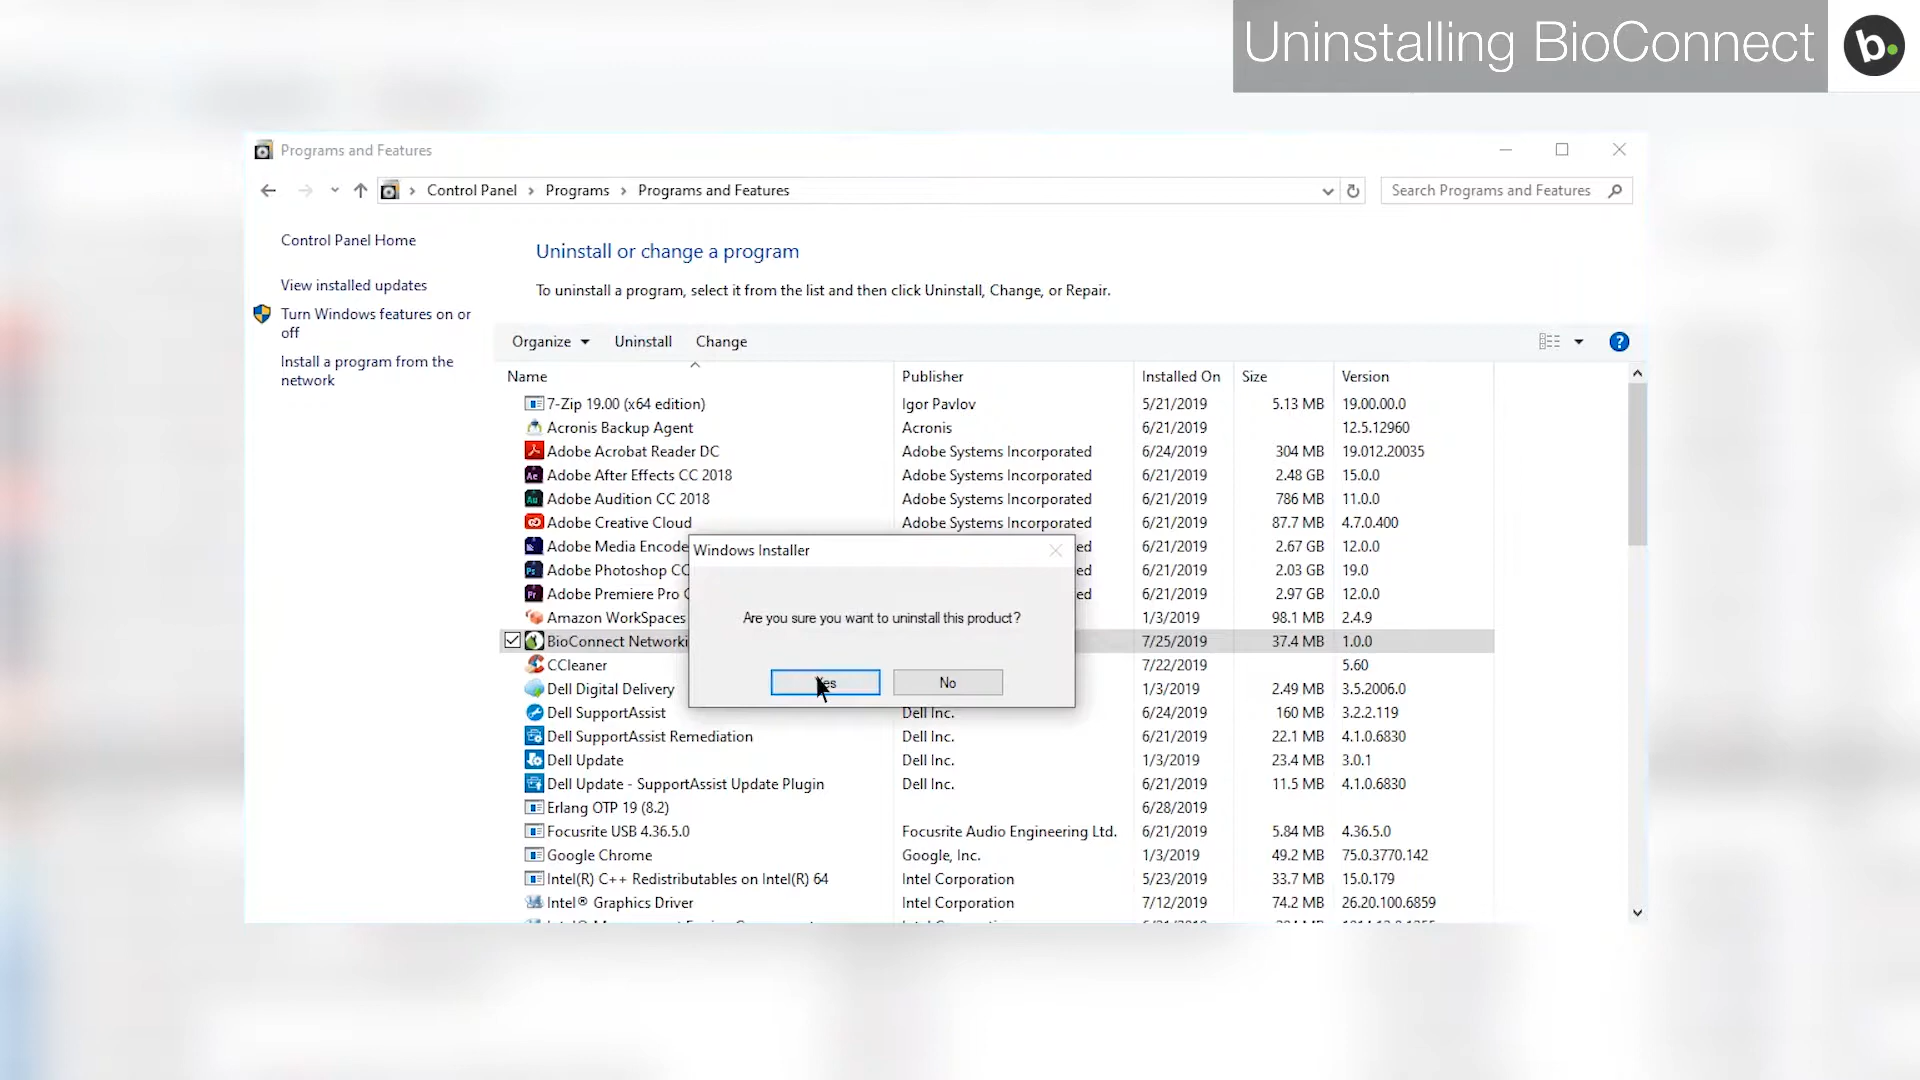 Uninstalling BioConnect
b.
Programs and Features
Control Panel > Programs > Programs and Features
Search Programs and Features
Control Panel Home
View installed updates
Turn Windows features on or
off
Install a program from the
network
Uninstall or change a program
To uninstall a program, select it from the list and then click Uninstall, Change, or Repair.
Organize Uninstall Change
Name Publisher Installed On Size Version
7-Zip 19.00 (x64 edition) Igor Pavlov 5/21/2019 5.13 MB 19.00.00.0
Acronis Backup Agent Acronis 6/21/2019 12.5.12960
Adobe Acrobat Reader DC Adobe Systems Incorporated 6/24/2019 304 MB 19.012.20035
Adobe After Effects CC 2018 Adobe Systems Incorporated 6/21/2019 2.48 GB 15.0.0
Adobe Audition CC 2018 Adobe Systems Incorporated 6/21/2019 786 MB 11.0.0
Adobe Creative Cloud Adobe Systems Incorporated 6/21/2019 87.7 MB 4.7.0.400
Adobe Media Encode ed 6/21/2019 2.67 GB 12.0.0
Adobe Photoshop CC ed 6/21/2019 2.03 GB 19.0
Adobe Premiere Pro ed 6/21/2019 2.97 GB 12.0.0
Amazon WorkSpaces 1/3/2019 98.1 MB 2.4.9
BioConnect Networki 7/25/2019 37.4 MB 1.0.0
CCleaner 7/22/2019 5.60
Dell Digital Delivery 1/3/2019 2.49 MB 3.5.2006.0
Dell SupportAssist Dell Inc. 6/24/2019 160 MB 3.2.2.119
Dell SupportAssist Remediation Dell Inc. 6/21/2019 22.1 MB 4.1.0.6830
Dell Update Dell Inc. 1/3/2019 23.4 MB 3.0.1
Dell Update - SupportAssist Update Plugin Dell Inc. 6/21/2019 11.5 MB 4.1.0.6830
Erlang OTP 19 (8.2) 6/28/2019
Focusrite USB 4.36.5.0 Focusrite Audio Engineering Ltd. 6/21/2019 5.84 MB 4.36.5.0
Google Chrome Google, Inc. 1/3/2019 49.2 MB 75.0.3770.142
Intel(R) C++ Redistributables on Intel(R) 64 Intel Corporation 5/23/2019 33.7 MB 15.0.179
Intel® Graphics Driver Intel Corporation 7/12/2019 74.2 MB 26.20.100.6859
Windows Installer
Are you sure you want to uninstall this product?
Yes No